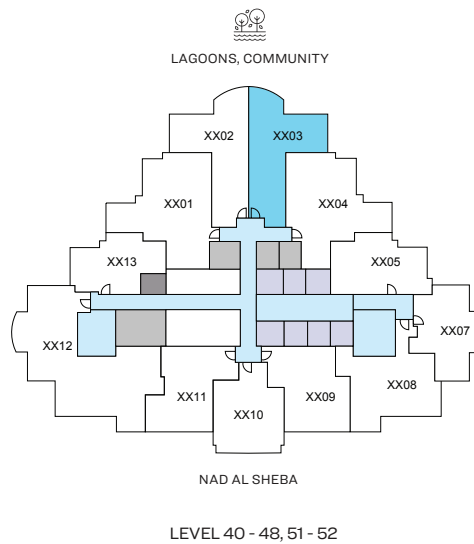 LAGOONS, COMMUNITY
XX02
XX03
XX01
XX04
XX13
XX05
XX12
XX07
XX11
XX10
XX09
XX08
NAD AL SHEBA
LEVEL 40 - 48, 51 - 52